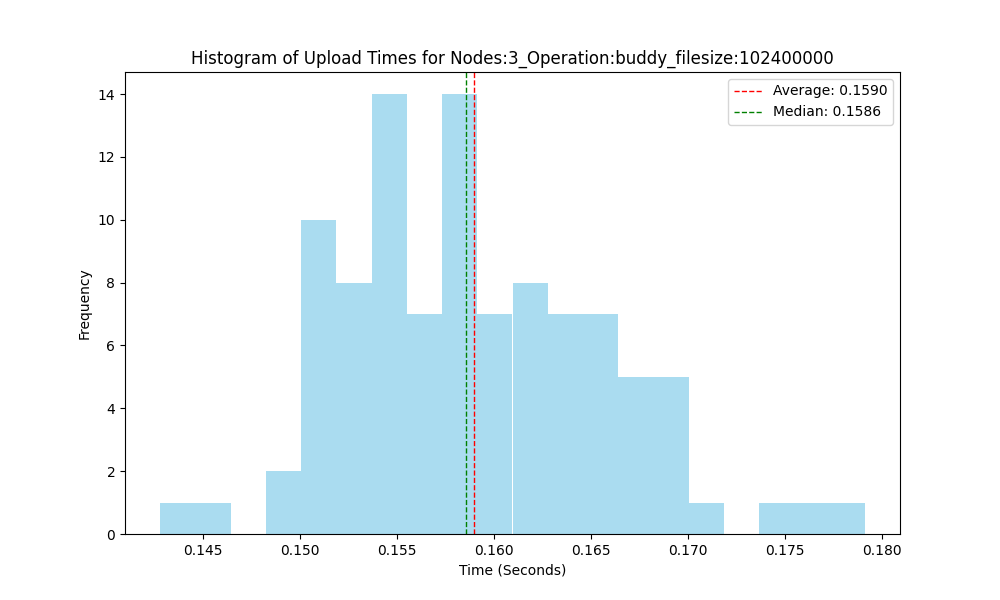 Histogram of Upload Times for Nodes:3_Operation:buddy_filesize:102400000
Average: 0.1590
Median: 0.1586
14
12
10
8
6
4
2
0
Frequency
0.145 0.150 0.155 0.160 0.165 0.170 0.175 0.180
Time (Seconds)